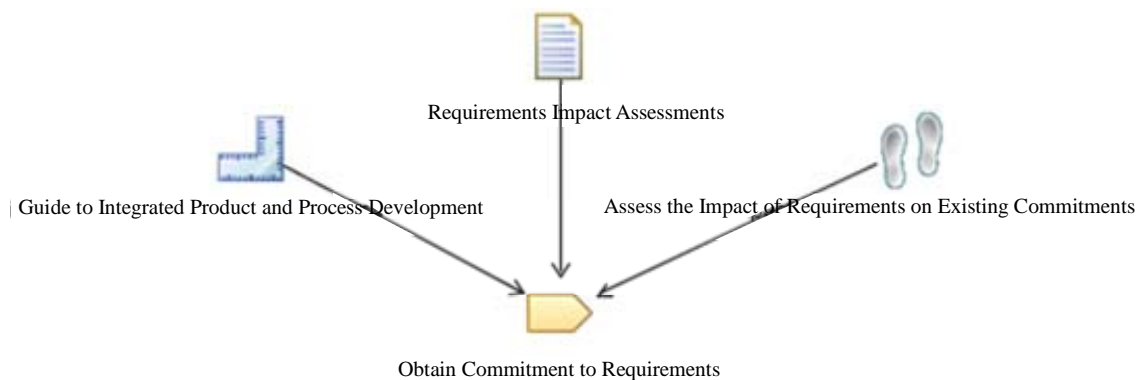 Requirements Impact Assessments
Guide to Integrated Product and Process Development
Assess the Impact of Requirements on Existing Commitments
Obtain Commitment to Requirements